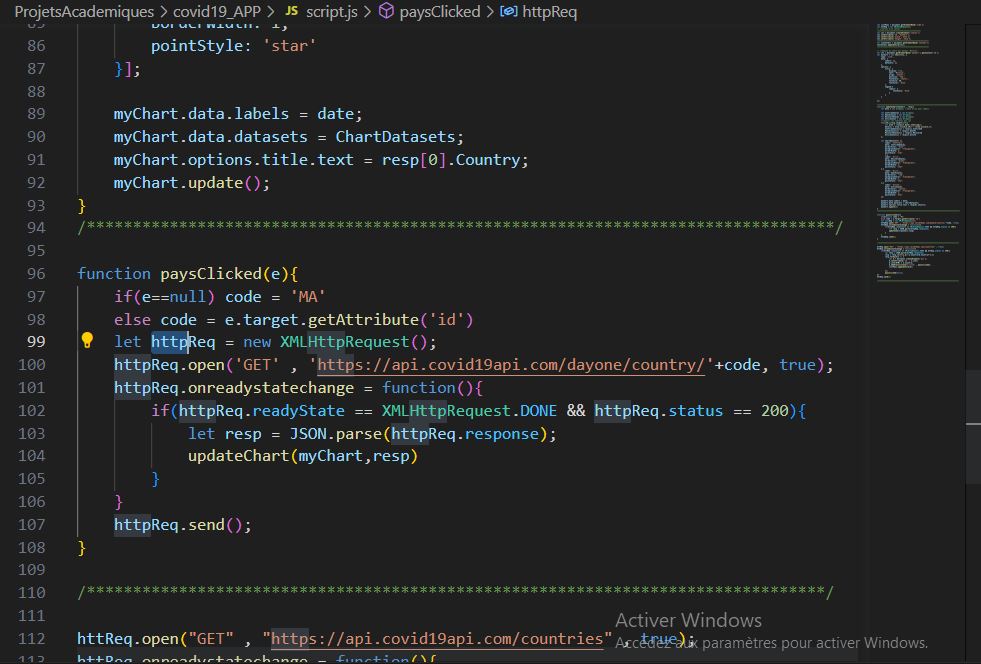 ProjetsAcademiques > covid19_APP > JS script.js > paysClicked > httpReq
85 borderWidth: 1,
86 pointStyle: 'star'
87 }];
88
89 myChart.data.labels = date;
90 myChart.data.datasets = ChartDatasets;
91 myChart.options.title.text = resp[0].Country;
92 myChart.update();
93 }
94 /*********************************************************************************/
95
96 function paysClicked(e){
97 if(e==null) code = 'MA'
98 else code = e.target.getAttribute('id')
99 let httpReq = new XMLHttpRequest();
100 httpReq.open('GET' , 'https://api.covid19api.com/dayone/country/'+code, true);
101 httpReq.onreadystatechange = function(){
102 if(httpReq.readyState == XMLHttpRequest.DONE && httpReq.status == 200){
103 let resp = JSON.parse(httpReq.response);
104 updateChart(myChart,resp)
105 }
106 }
107 httpReq.send();
108 }
109
110 /********************************************************************************/
111
Activer Windows
112 httReq.open("GET" , "https://api.covid19api.com/countries" , true);
Accédez aux paramètres pour activer Windows.
113 httReq.onreadystatechange = function(){